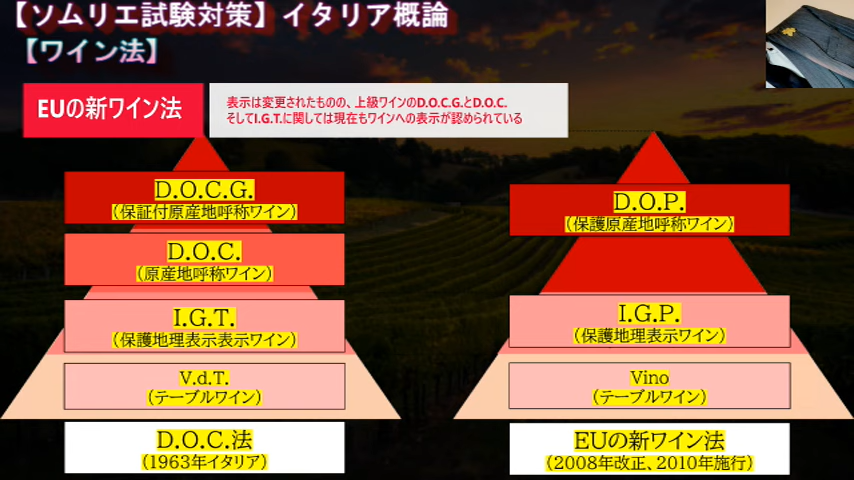 【ソムリエ試験対策】イタリア概論
【ワイン法】
EUの新ワイン法
表示は変更されたものの、上級ワインのD.O.C.G.とD.O.C.
そしてI.G.T.に関しては現在もワインへの表示が認められている
D.O.C.G.
（保証付原産地呼称ワイン）
D.O.C.
（原産地呼称ワイン）
I.G.T.
（保護地理表示表示ワイン）
V.d.T.
（テーブルワイン）
D.O.C.法
（1963年イタリア）
D.O.P.
（保護原産地呼称ワイン）
I.G.P.
（保護地理表示ワイン）
Vino
（テーブルワイン）
EUの新ワイン法
（2008年改正、2010年施行）